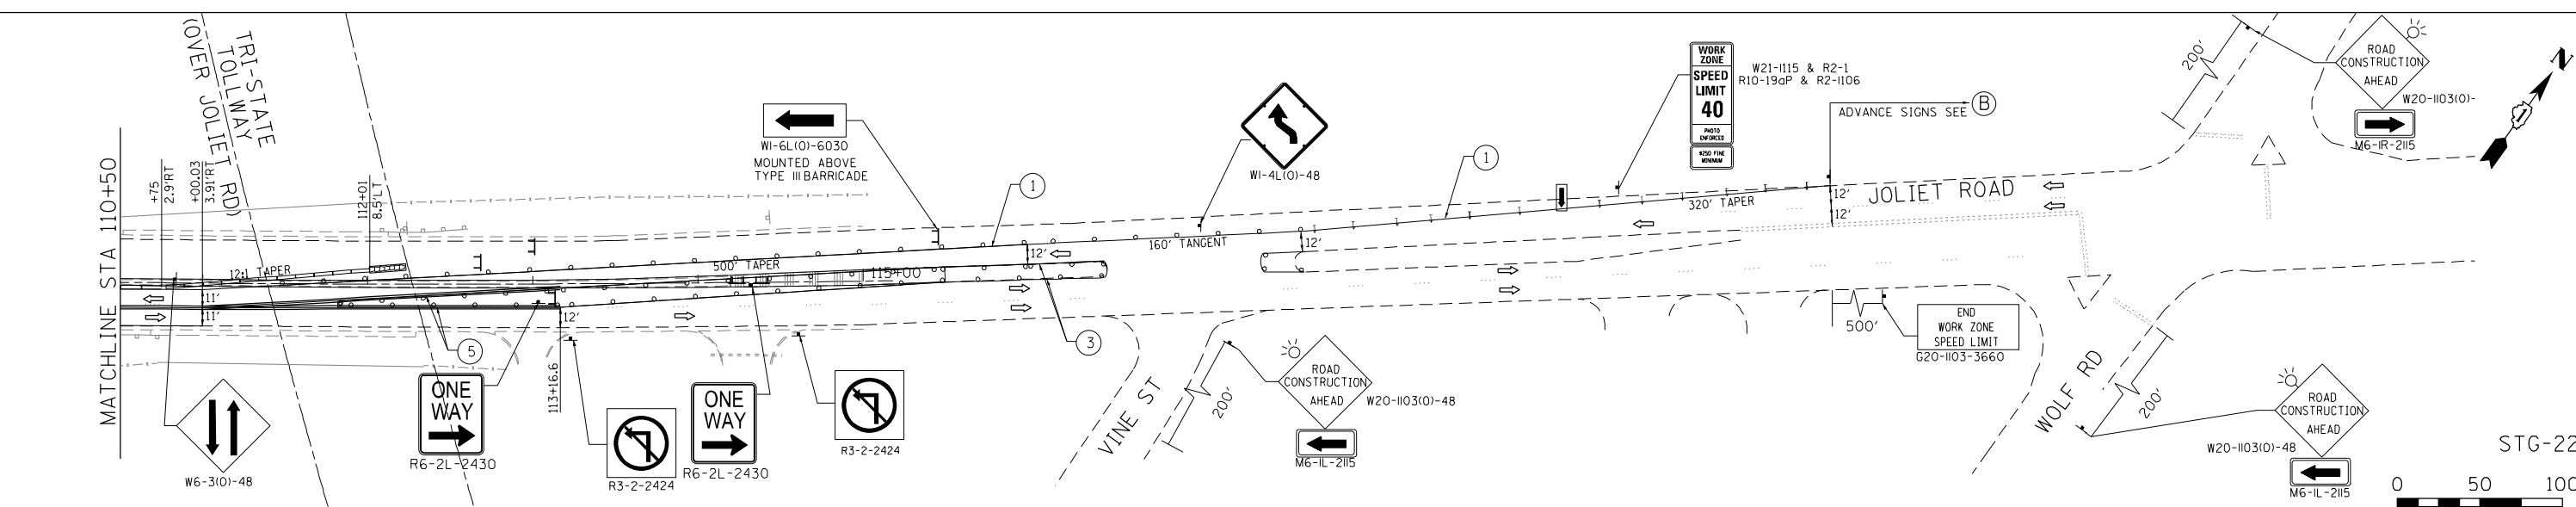 TRI-STATE
TOLLWAY
(OVER JOLIET RD)
MATCHLINE STA 110+50
+75
2.9'RT
+00.03
3.91'RT
112+01
8.5'LT
12:1 TAPER
11'
11'
W6-3(O)-48
5
ONE
WAY
R6-2L-2430
113+16.6
12'
R3-2-2424
ONE
WAY
R6-2L-2430
R3-2-2424
W1-6L(O)-6030
MOUNTED ABOVE
TYPE III BARRICADE
500' TAPER
115+00
1
12'
3
160' TANGENT
W1-4L(O)-48
12'
1
VINE ST
200'
ROAD
CONSTRUCTION
AHEAD
W20-1103(O)-48
M6-1L-2115
WORK
ZONE
SPEED
LIMIT
40
PHOTO
ENFORCED
$250 FINE
MINIMUM
W21-1115 & R2-1
R10-19aP & R2-1106
320' TAPER
ADVANCE SIGNS SEE B
12'
12'
JOLIET ROAD
500'
END
WORK ZONE
SPEED LIMIT
G20-1103-3660
WOLF RD
200'
ROAD
CONSTRUCTION
AHEAD
W20-1103(O)-48
M6-1L-2115
200'
ROAD
CONSTRUCTION
AHEAD
W20-1103(O)-
M6-1R-2115
N
STG-22
0 50 100